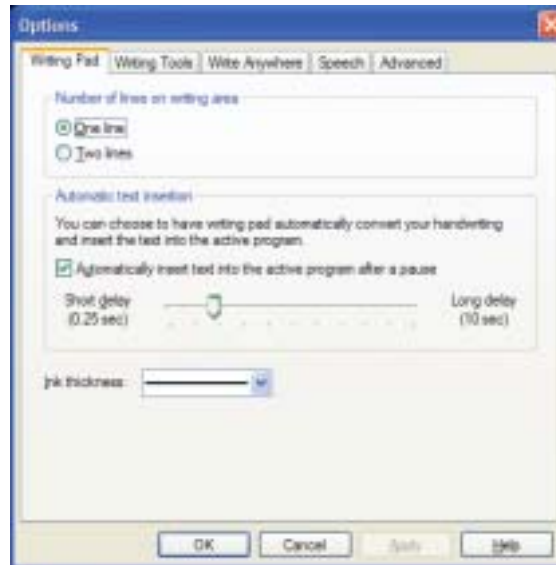 Options
Writing Pad Writing Tools Write Anywhere Speech Advanced
Number of lines on writing area
One line
Two lines
Automatic text insertion
You can choose to have writing pad automatically convert your handwriting
and insert the text into the active program.
Automatically insert text into the active program after a pause
Short delay Long delay
(0.25 sec) (10 sec)
Ink thickness:
OK Cancel Apply Help